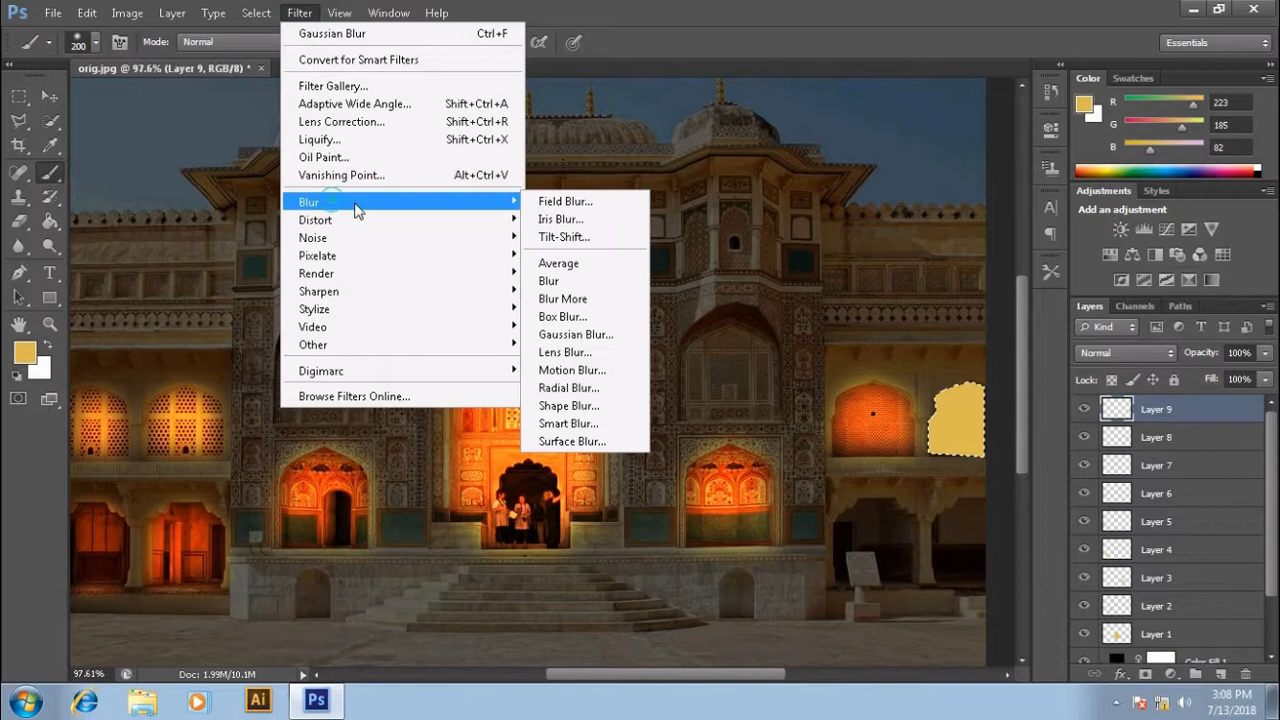 Ps File Edit Image Layer Type Select Filter View Window Help
200 Mode: Normal Essentials
orig.jpg @ 97.6% (Layer 9, RGB/8) * ×
Gaussian Blur Ctrl+F
Convert for Smart Filters
Filter Gallery...
Adaptive Wide Angle... Shift+Ctrl+A
Lens Correction... Shift+Ctrl+R
Liquify... Shift+Ctrl+X
Oil Paint...
Vanishing Point... Alt+Ctrl+V
Blur
Distort
Noise
Pixelate
Render
Sharpen
Stylize
Video
Other
Digimarc
Browse Filters Online...
Field Blur...
Iris Blur...
Tilt-Shift...
Average
Blur
Blur More
Box Blur...
Gaussian Blur...
Lens Blur...
Motion Blur...
Radial Blur...
Shape Blur...
Smart Blur...
Surface Blur...
Color Swatches
R 223
G 185
B 82
Adjustments Styles
Add an adjustment
Layers Channels Paths
Kind
Normal Opacity: 100%
Lock: Fill: 100%
Layer 9
Layer 8
Layer 7
Layer 6
Layer 5
Layer 4
Layer 3
Layer 2
Layer 1
Color Fill 1
97.61% Doc: 1.99M/10.1M
Ai Ps
3:08 PM
7/13/2018